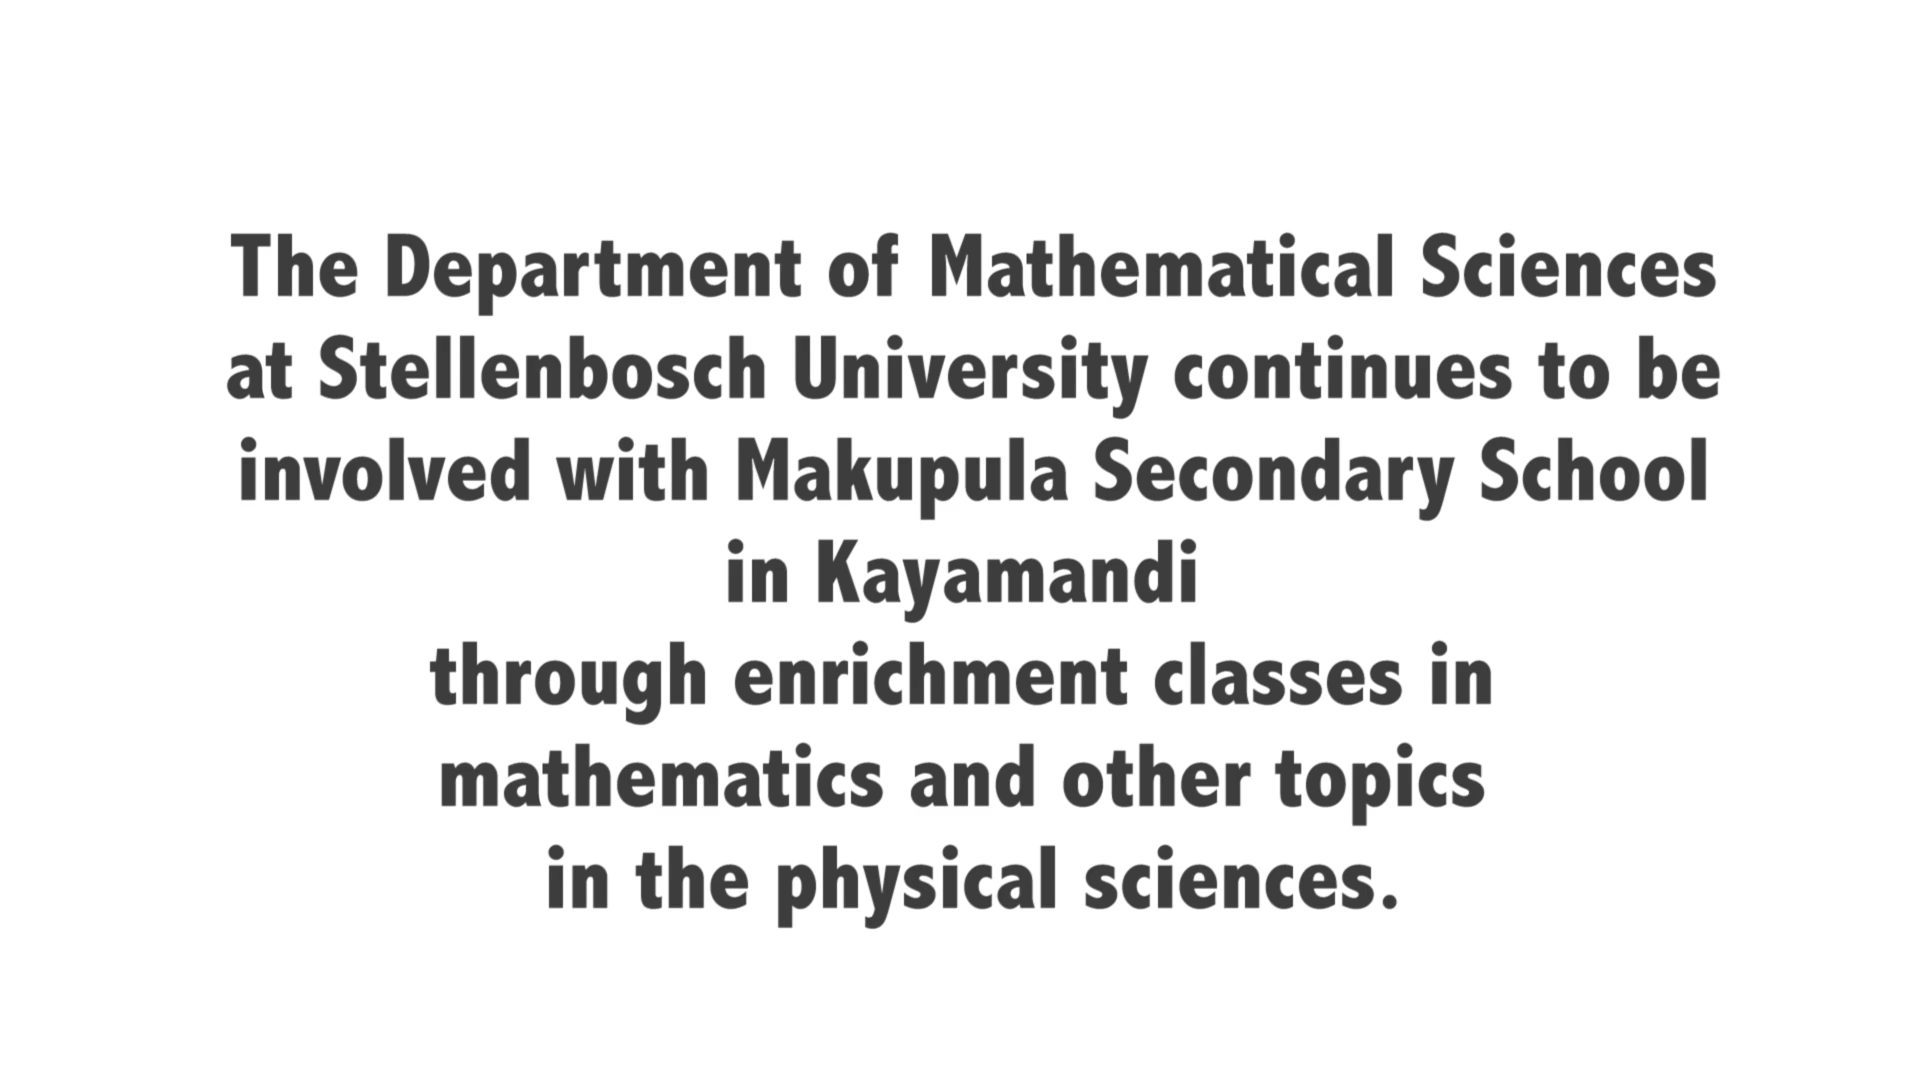 The Department of Mathematical Sciences
at Stellenbosch University continues to be
involved with Makupula Secondary School
in Kayamandi
through enrichment classes in
mathematics and other topics
in the physical sciences.